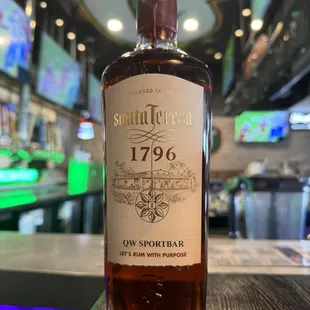 FOUNDED IN
santa Teresa
1796
QW SPORTBAR
LET'S RUM WITH PURPOSE